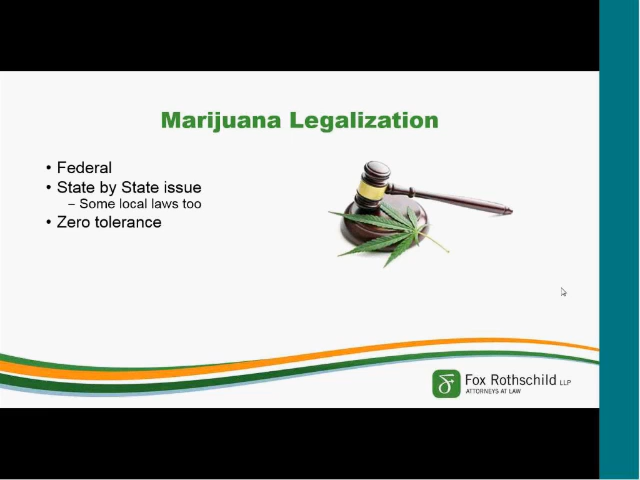 Marijuana Legalization
• Federal
• State by State issue
– Some local laws too
• Zero tolerance
Fox Rothschild LLP
ATTORNEYS AT LAW